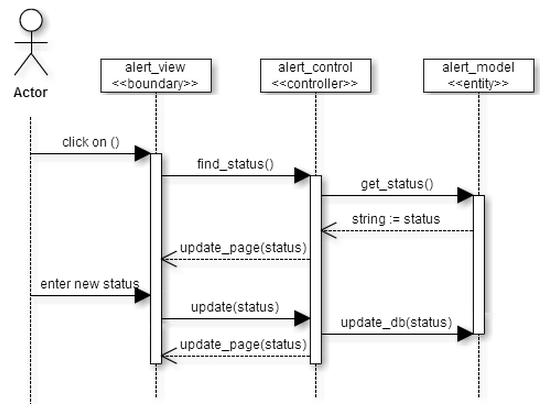 alert_view
<<boundary>>
alert_control
<<controller>>
alert_model
<<entity>>
Actor
click on ()
find_status()
get_status()
string := status
update_page(status)
enter new status
update(status)
update_db(status)
update_page(status)